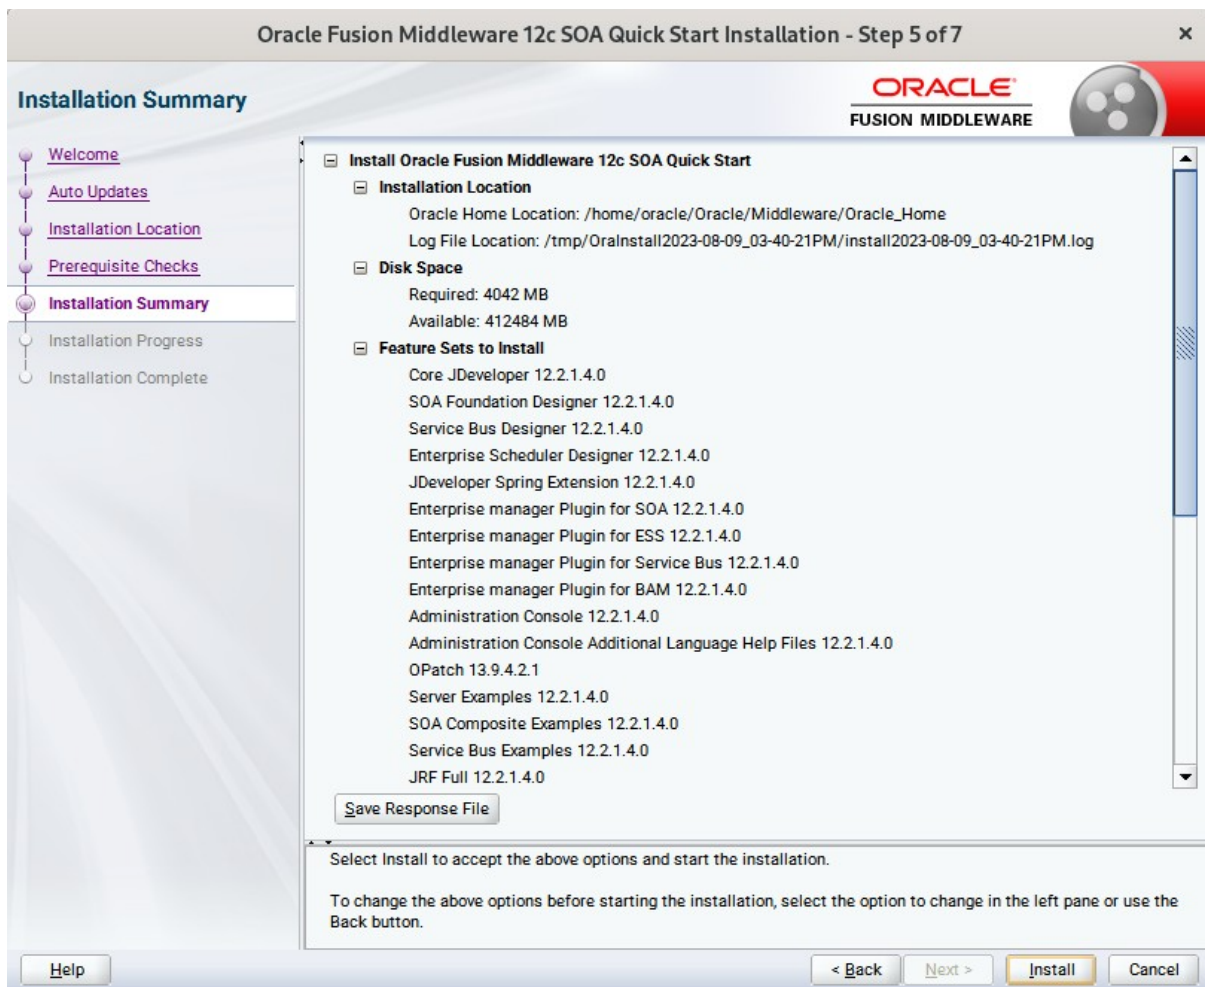 Oracle Fusion Middleware 12c SOA Quick Start Installation - Step 5 of 7
Installation Summary
ORACLE
FUSION MIDDLEWARE
Welcome
Auto Updates
Installation Location
Prerequisite Checks
Installation Summary
Installation Progress
Installation Complete
Install Oracle Fusion Middleware 12c SOA Quick Start
Installation Location
Oracle Home Location: /home/oracle/Oracle/Middleware/Oracle_Home
Log File Location: /tmp/OraInstall2023-08-09_03-40-21PM/install2023-08-09_03-40-21PM.log
Disk Space
Required: 4042 MB
Available: 412484 MB
Feature Sets to Install
Core JDeveloper 12.2.1.4.0
SOA Foundation Designer 12.2.1.4.0
Service Bus Designer 12.2.1.4.0
Enterprise Scheduler Designer 12.2.1.4.0
JDeveloper Spring Extension 12.2.1.4.0
Enterprise manager Plugin for SOA 12.2.1.4.0
Enterprise manager Plugin for ESS 12.2.1.4.0
Enterprise manager Plugin for Service Bus 12.2.1.4.0
Enterprise manager Plugin for BAM 12.2.1.4.0
Administration Console 12.2.1.4.0
Administration Console Additional Language Help Files 12.2.1.4.0
OPatch 13.9.4.2.1
Server Examples 12.2.1.4.0
SOA Composite Examples 12.2.1.4.0
Service Bus Examples 12.2.1.4.0
JRF Full 12.2.1.4.0
Save Response File
Select Install to accept the above options and start the installation.
To change the above options before starting the installation, select the option to change in the left pane or use the
Back button.
Help
< Back
Next >
Install
Cancel